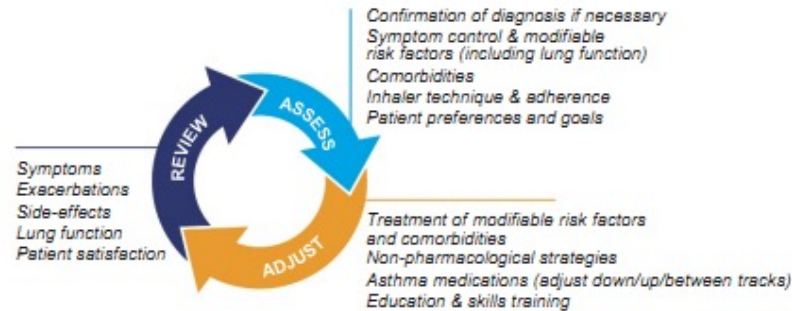 Confirmation of diagnosis if necessary
Symptom control & modifiable
risk factors (including lung function)
Comorbidities
Inhaler technique & adherence
Patient preferences and goals
ASSESS
REVIEW
Symptoms
Exacerbations
Side-effects
Lung function
Patient satisfaction
ADJUST
Treatment of modifiable risk factors
and comorbidities
Non-pharmacological strategies
Asthma medications (adjust down/up/between tracks)
Education & skills training